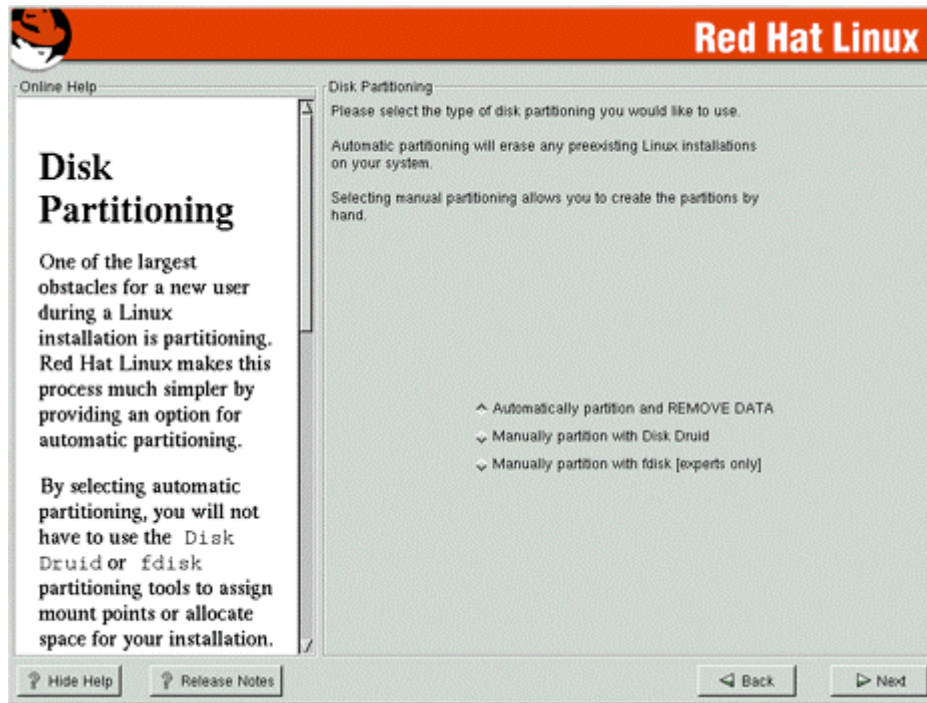 Red Hat Linux
Online Help
Disk
Partitioning
One of the largest
obstacles for a new user
during a Linux
installation is partitioning.
Red Hat Linux makes this
process much simpler by
providing an option for
automatic partitioning.
By selecting automatic
partitioning, you will not
have to use the Disk
Druid or fdisk
partitioning tools to assign
mount points or allocate
space for your installation.
Disk Partitioning
Please select the type of disk partitioning you would like to use.
Automatic partitioning will erase any preexisting Linux installations
on your system.
Selecting manual partitioning allows you to create the partitions by
hand.
Automatically partition and REMOVE DATA
Manually partition with Disk Druid
Manually partition with fdisk [experts only]
? Hide Help
? Release Notes
Back
Next